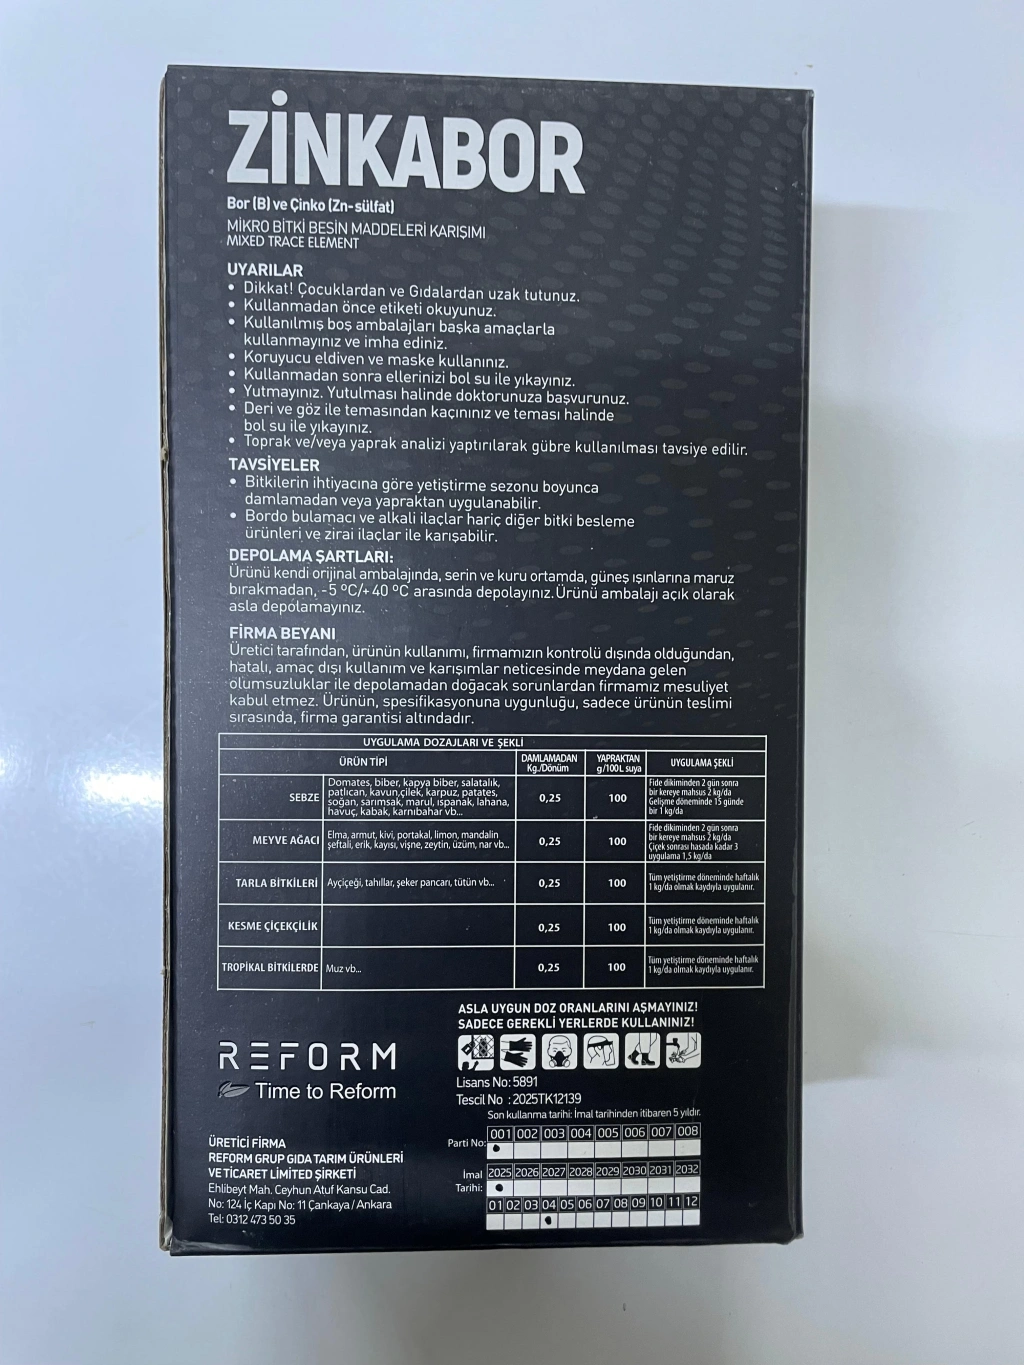 ZİNKABOR
Bor (B) ve Çinko (Zn-sülfat)
MİKRO BİTKİ BESİN MADDELERİ KARIŞIMI
MIXED TRACE ELEMENT
UYARILAR
• Dikkat! Çocuklardan ve Gıdalardan uzak tutunuz.
• Kullanmadan önce etiketi okuyunuz.
• Kullanılmış boş ambalajları başka amaçlarla
kullanmayınız ve imha ediniz.
• Koruyucu eldiven ve maske kullanınız.
• Kullanmadan sonra ellerinizi bol su ile yıkayınız.
• Yutmayınız. Yutulması halinde doktorunuza başvurunuz.
• Deri ve göz ile temasından kaçınınız ve teması halinde
bol su ile yıkayınız.
• Toprak ve/veya yaprak analizi yaptırılarak gübre kullanılması tavsiye edilir.
TAVSİYELER
• Bitkilerin ihtiyacına göre yetiştirme sezonu boyunca
damlamadan veya yapraktan uygulanabilir.
• Bordo bulamacı ve alkali ilaçlar hariç diğer bitki besleme
ürünleri ve zirai ilaçlar ile karışabilir.
DEPOLAMA ŞARTLARI:
Ürünü kendi orijinal ambalajında, serin ve kuru ortamda, güneş ışınlarına maruz
bırakmadan, -5 ºC/+40 ºC arasında depolayınız.Ürünü ambalajı açık olarak
asla depolamayınız.
FİRMA BEYANI
Üretici tarafından, ürünün kullanımı, firmamızın kontrolü dışında olduğundan,
hatalı, amaç dışı kullanım ve karışımlar neticesinde meydana gelen
olumsuzluklar ile depolamadan doğacak sorunlardan firmamız mesuliyet
kabul etmez. Ürünün, spesifikasyonuna uygunluğu, sadece ürünün teslimi
sırasında, firma garantisi altındadır.
UYGULAMA DOZAJLARI VE ŞEKLİ
ÜRÜN TİPİ DAMLAMADAN Kg./Dönüm YAPRAKTAN g/100L suya UYGULAMA ŞEKLİ
SEBZE
Domates, biber, kapya biber, salatalık,
patlıcan, kavun,çilek, karpuz, patates,
soğan, sarımsak, marul, ıspanak, lahana,
havuç, kabak, karnıbahar vb...
0,25 100
Fide dikiminden 2 gün sonra
bir kereye mahsus 2 kg/da
Gelişme döneminde 15 günde
bir 1 kg/da
MEYVE AĞACI
Elma, armut, kivi, portakal, limon, mandalin
şeftali, erik, kayısı, vişne, zeytin, üzüm, nar vb...
0,25 100
Fide dikiminden 2 gün sonra
bir kereye mahsus 2 kg/da
Çiçek sonrası hasada kadar 3
uygulama 1,5 kg/da
TARLA BİTKİLERİ Ayçiçeği, tahıllar, şeker pancarı, tütün vb... 0,25 100
Tüm yetiştirme döneminde haftalık
1 kg/da olmak kaydıyla uygulanır.
KESME ÇİÇEKÇİLİK 0,25 100
Tüm yetiştirme döneminde haftalık
1 kg/da olmak kaydıyla uygulanır.
TROPİKAL BİTKİLERDE Muz vb... 0,25 100
Tüm yetiştirme döneminde haftalık
1 kg/da olmak kaydıyla uygulanır.
ASLA UYGUN DOZ ORANLARINI AŞMAYINIZ!
SADECE GEREKLİ YERLERDE KULLANINIZ!
REFORM
Time to Reform
Lisans No: 5891
Tescil No : 2025TK12139
Son kullanma tarihi: İmal tarihinden itibaren 5 yıldır.
Parti No: 001 002 003 004 005 006 007 008
İmal Tarihi: 2025 2026 2027 2028 2029 2030 2031 2032
01 02 03 04 05 06 07 08 09 10 11 12
ÜRETİCİ FİRMA
REFORM GRUP GIDA TARIM ÜRÜNLERİ
VE TİCARET LİMİTED ŞİRKETİ
Ehlibeyt Mah. Ceyhun Atuf Kansu Cad.
No: 124 İç Kapı No: 11 Çankaya / Ankara
Tel: 0312 473 50 35